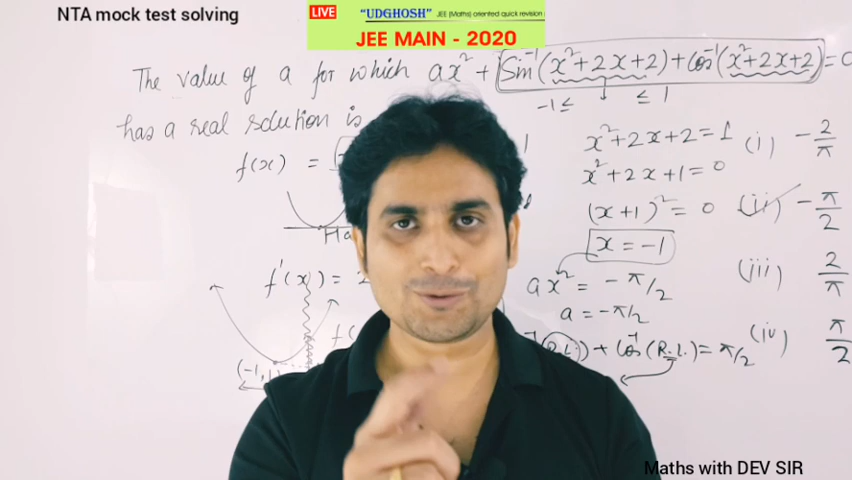 NTA mock test solving
LIVE "UDGHOSH" JEE (Maths) oriented quick revision
JEE MAIN - 2020
The value of a for which ax² + Sin⁻¹(x²+2x+2) + Cos⁻¹(x²+2x+2) = 0
-1 ≤ ≤ 1
has a real solution is
f(x) =
f'(x) = 2
(-1,1)
x²+2x+2 = 1
x²+2x+1 = 0
(x+1)² = 0
x = -1
ax² = -π/2
a = -π/2
(R.L.) + Cos⁻¹(R.L.) = π/2
(i) -2/π
(ii) -π/2
(iii) 2/π
(iv) π/2
Maths with DEV SIR